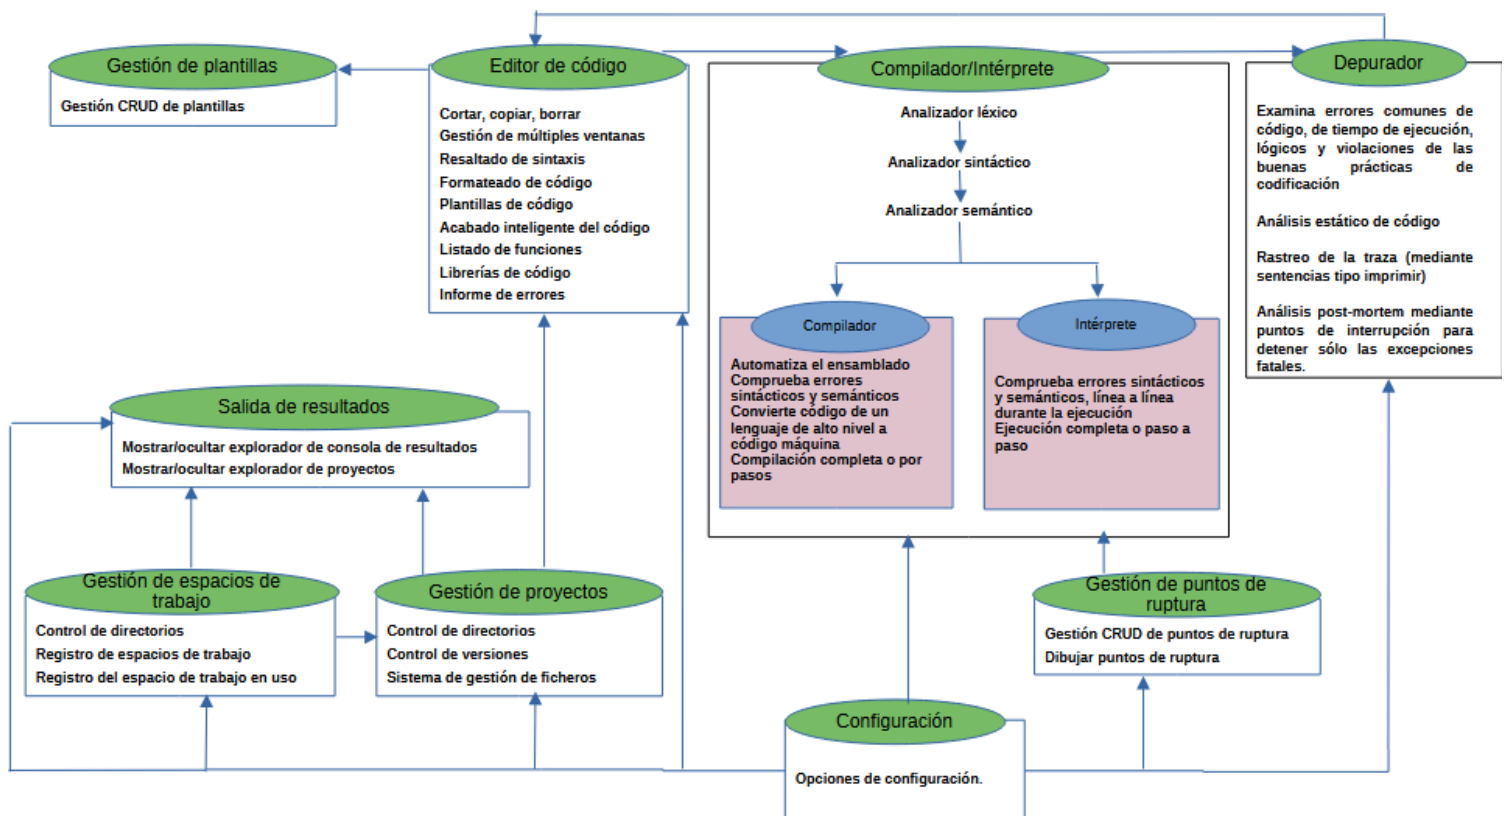 Gestión de plantillas
Gestión CRUD de plantillas
Editor de código
Cortar, copiar, borrar
Gestión de múltiples ventanas
Resaltado de sintaxis
Formateado de código
Plantillas de código
Acabado inteligente del código
Listado de funciones
Librerías de código
Informe de errores
Compilador/Intérprete
Analizador léxico
Analizador sintáctico
Analizador semántico
Compilador
Automatiza el ensamblado
Comprueba errores
sintácticos y semánticos
Convierte código de un
lenguaje de alto nivel a
código máquina
Compilación completa o por
pasos
Intérprete
Comprueba errores sintácticos
y semánticos, línea a línea
durante la ejecución
Ejecución completa o paso a
paso
Depurador
Examina errores comunes de
código, de tiempo de ejecución,
lógicos y violaciones de las
buenas prácticas de
codificación
Análisis estático de código
Rastreo de la traza (mediante
sentencias tipo imprimir)
Análisis post-mortem mediante
puntos de interrupción para
detener sólo las excepciones
fatales.
Salida de resultados
Mostrar/ocultar explorador de consola de resultados
Mostrar/ocultar explorador de proyectos
Gestión de espacios de
trabajo
Control de directorios
Registro de espacios de trabajo
Registro del espacio de trabajo en uso
Gestión de proyectos
Control de directorios
Control de versiones
Sistema de gestión de ficheros
Gestión de puntos de
ruptura
Gestión CRUD de puntos de ruptura
Dibujar puntos de ruptura
Configuración
Opciones de configuración.